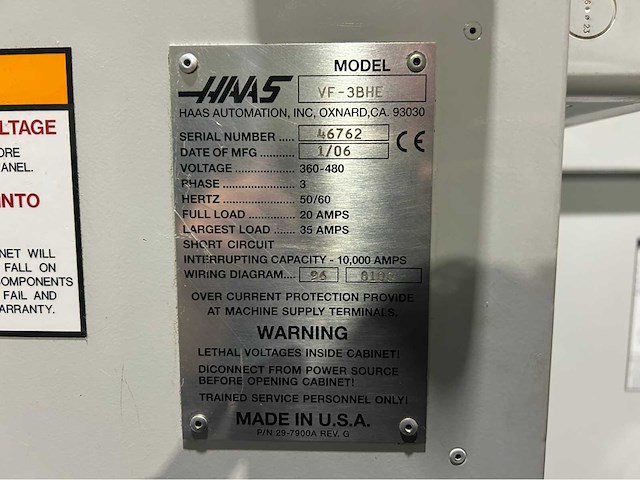 LTAGE
ORE
ANEL.
INTO
NET WILL
FALL ON
COMPONENTS
FAIL AND
ARRANTY.
MODEL
HAAS VF-3BHE
HAAS AUTOMATION, INC. OXNARD,CA. 93030
SERIAL NUMBER .... 46762
DATE OF MFG ........... 1/06
VOLTAGE .................. 360-480
PHASE ...................... 3
HERTZ ...................... 50/60
FULL LOAD .............. 20 AMPS
LARGEST LOAD ....... 35 AMPS
SHORT CIRCUIT
INTERRUPTING CAPACITY - 10,000 AMPS
WIRING DIAGRAM.... 96
OVER CURRENT PROTECTION PROVIDE
AT MACHINE SUPPLY TERMINALS.
WARNING
LETHAL VOLTAGES INSIDE CABINET!
DICONNECT FROM POWER SOURCE
BEFORE OPENING CABINET!
TRAINED SERVICE PERSONNEL ONLY!
MADE IN U.S.A.
P/N 29-7900A REV. G
CE